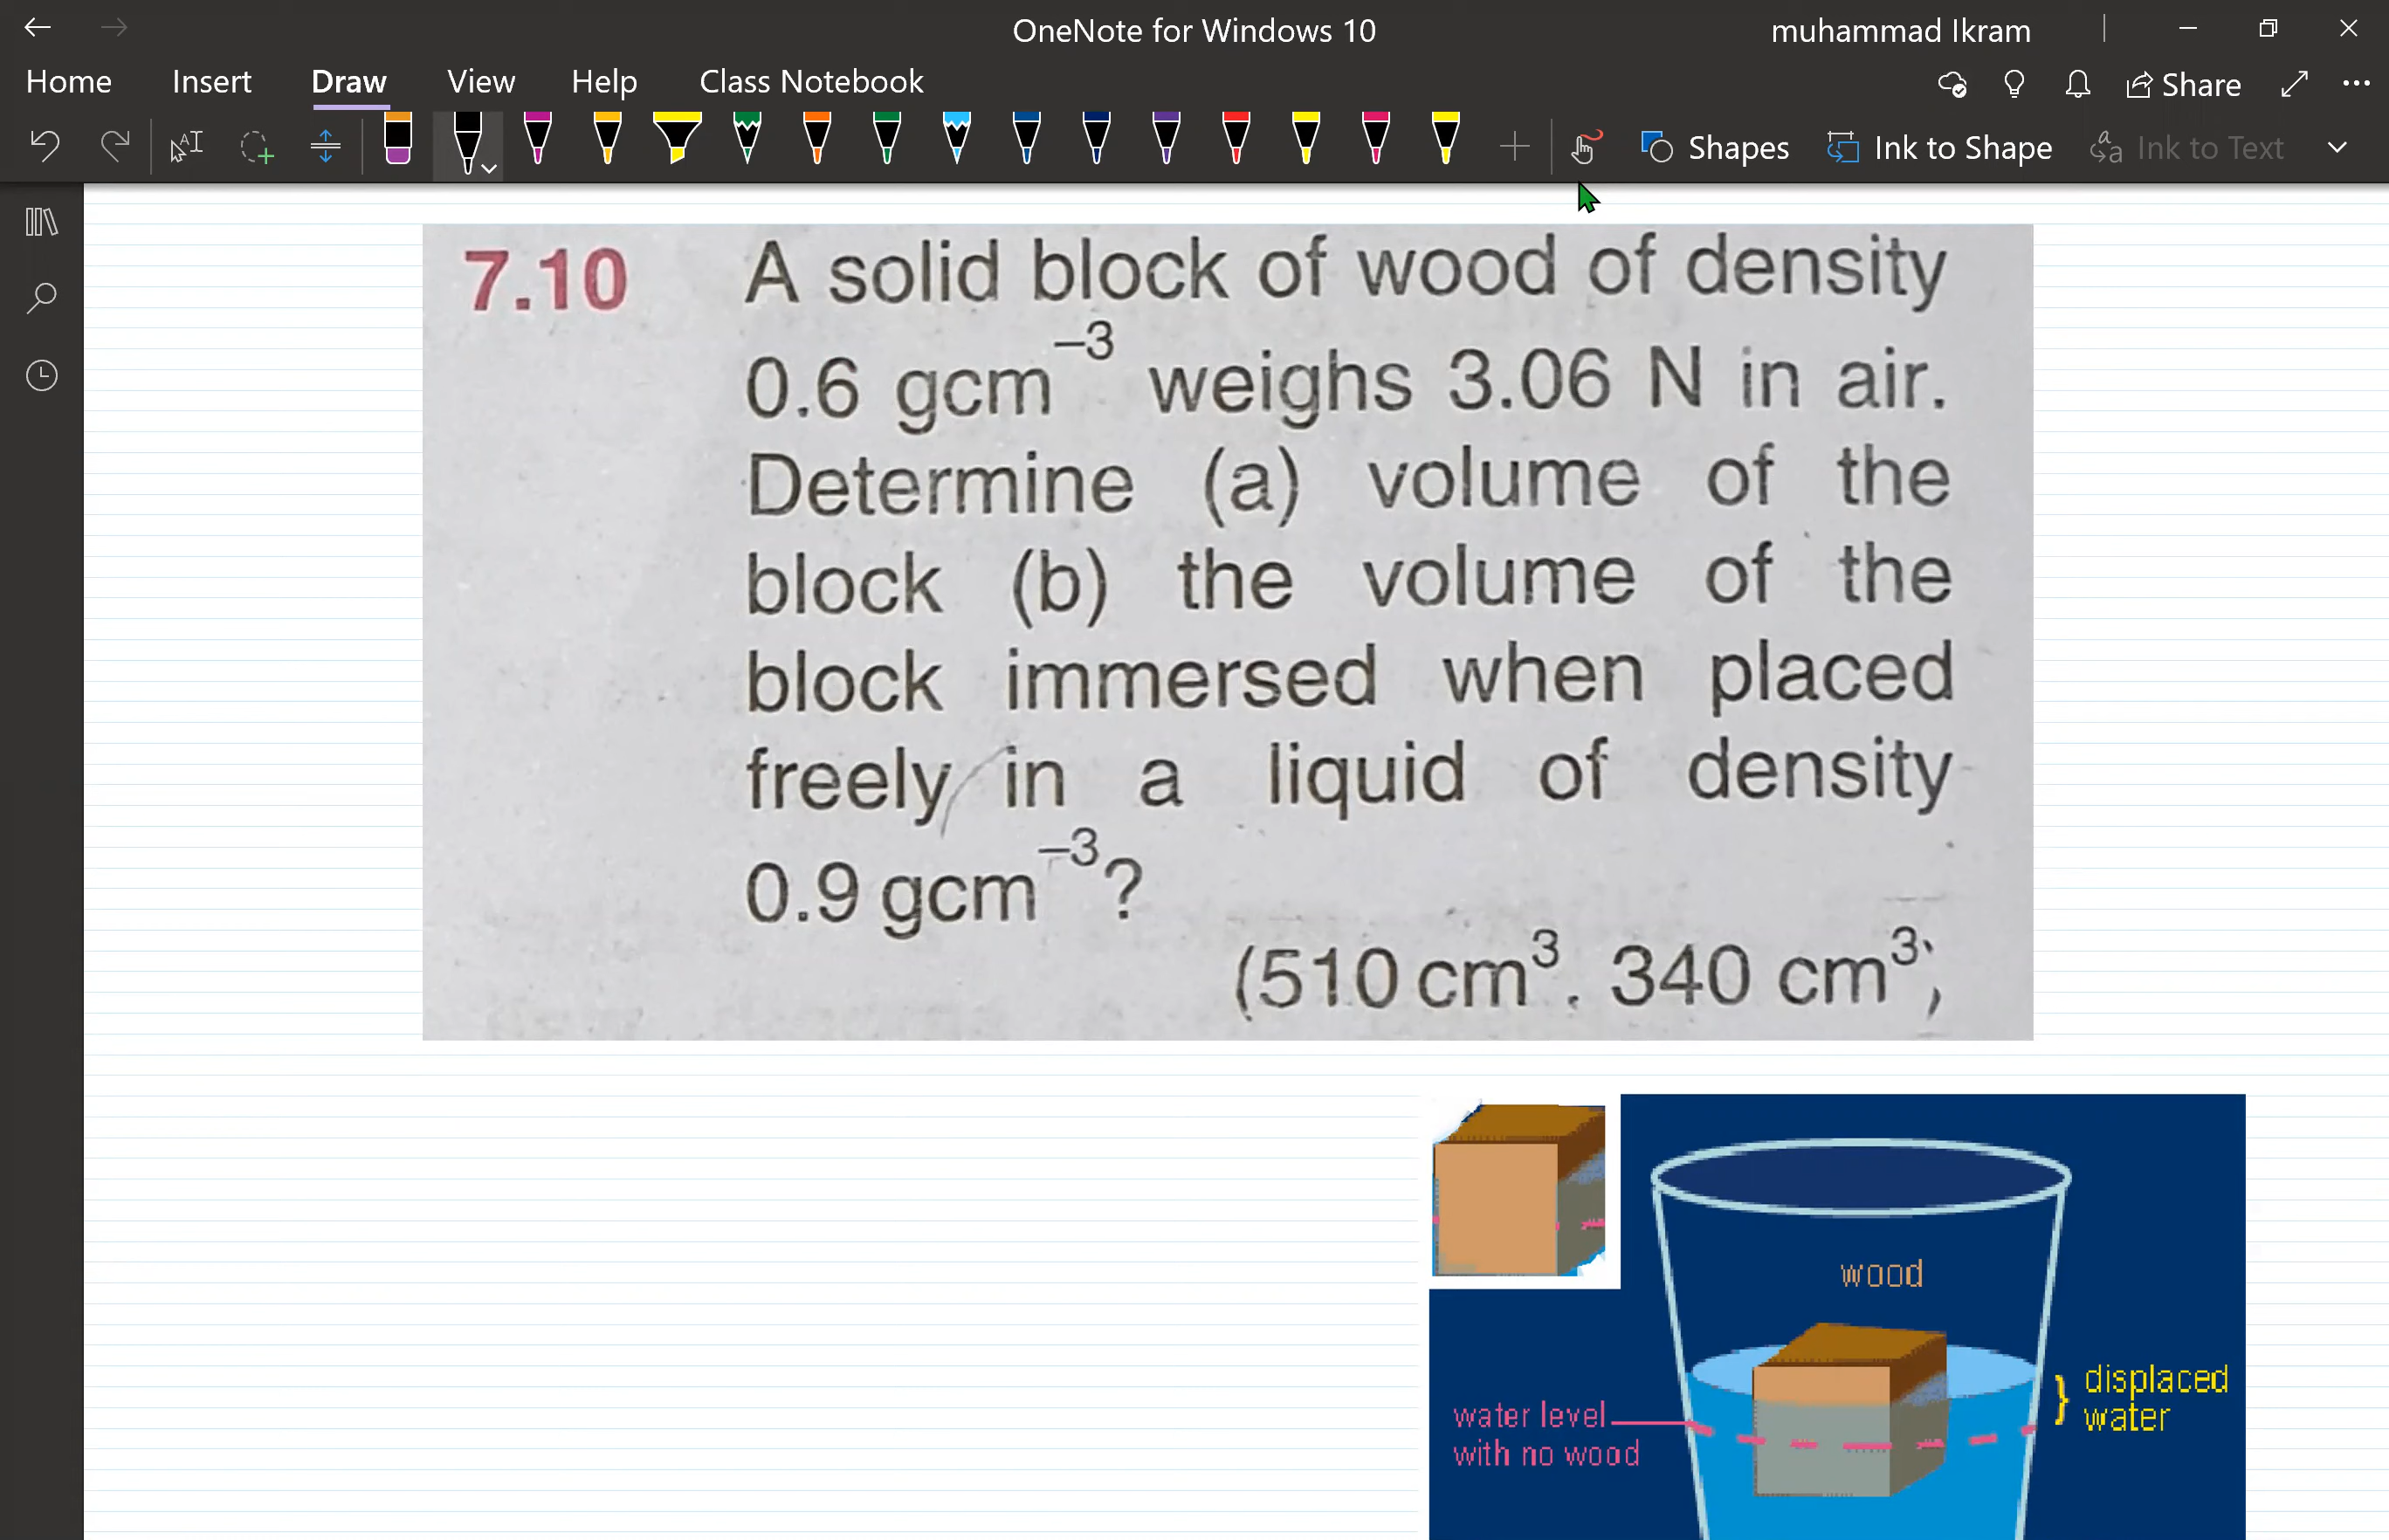 OneNote for Windows 10
muhammad Ikram
Home Insert Draw View Help Class Notebook
Share
Shapes Ink to Shape Ink to Text
7.10 A solid block of wood of density
0.6 gcm⁻³ weighs 3.06 N in air.
Determine (a) volume of the
block (b) the volume of the
block immersed when placed
freely in a liquid of density
0.9 gcm⁻³?
(510 cm³. 340 cm³)
wood
displaced
water
water level
with no wood